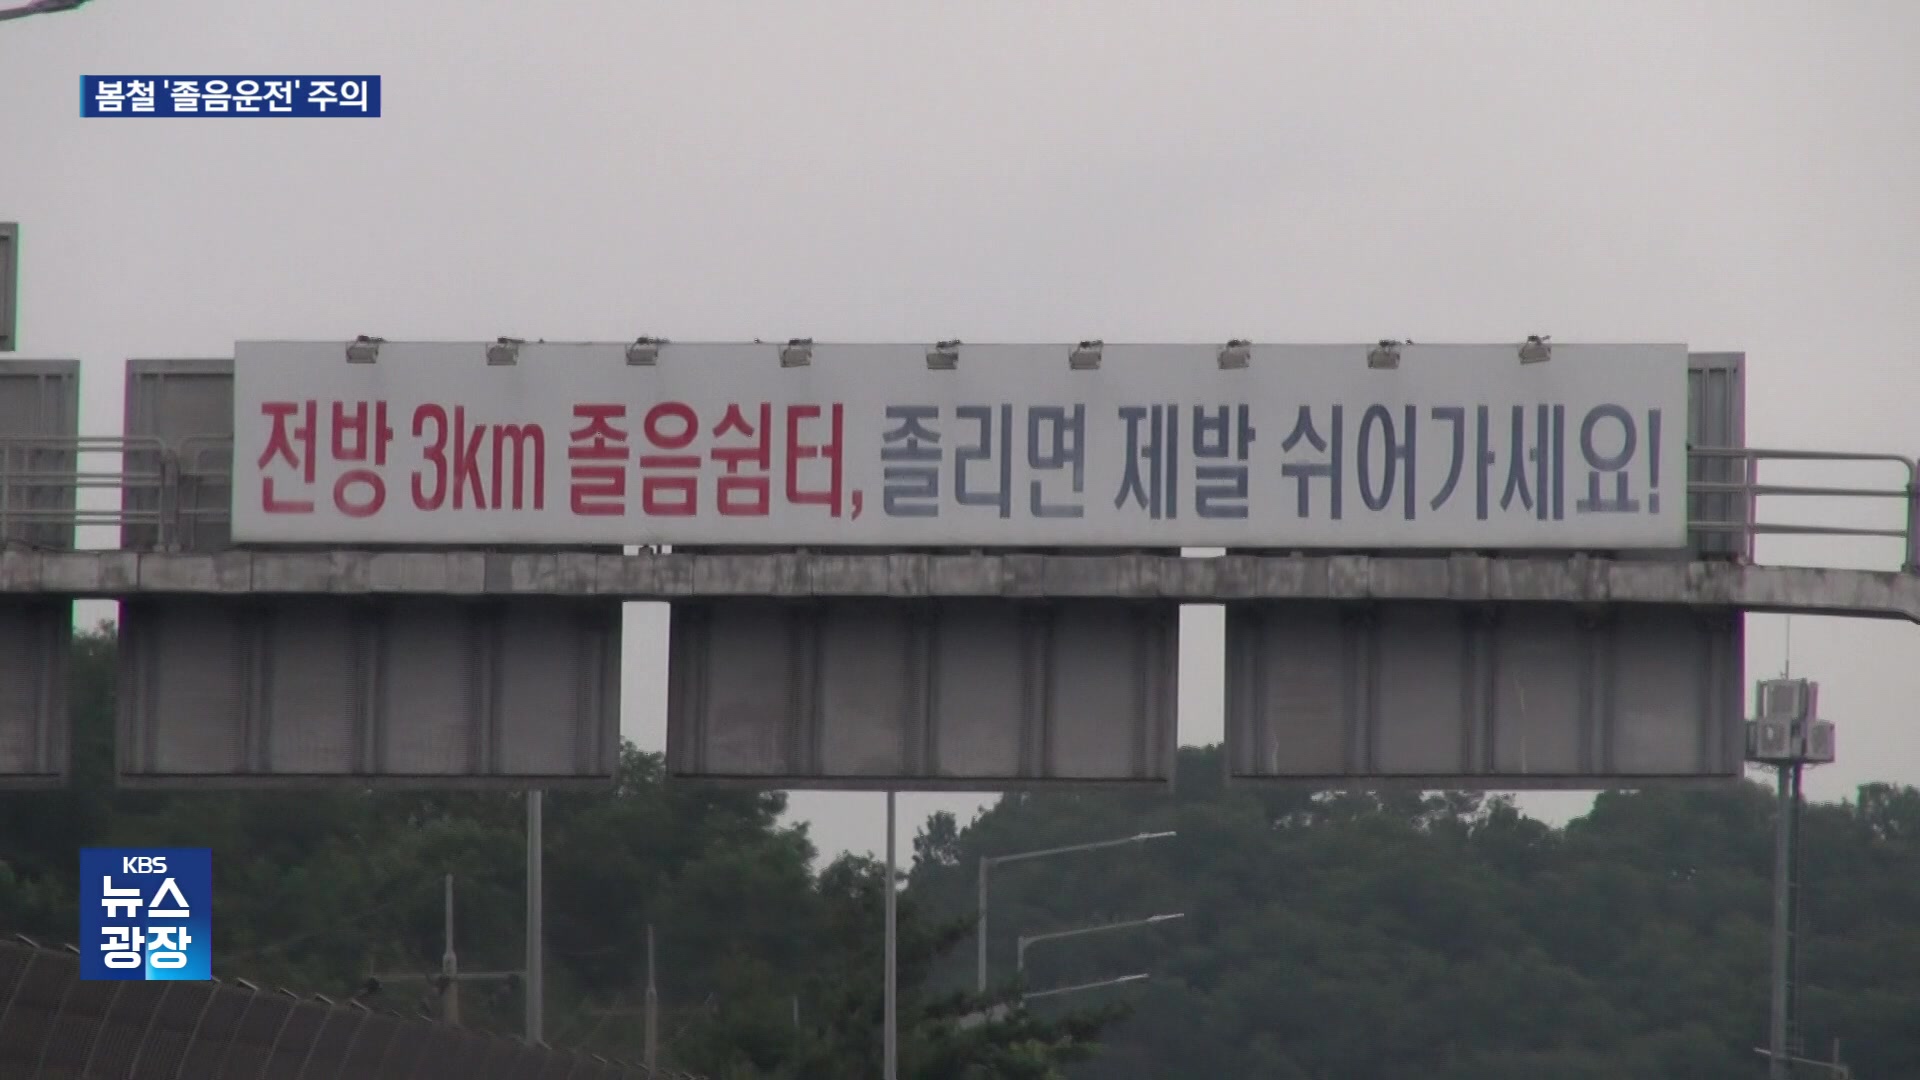 봄철 '졸음운전' 주의
전방 3km 졸음쉼터, 졸리면 제발 쉬어가세요!
KBS
뉴스
광장